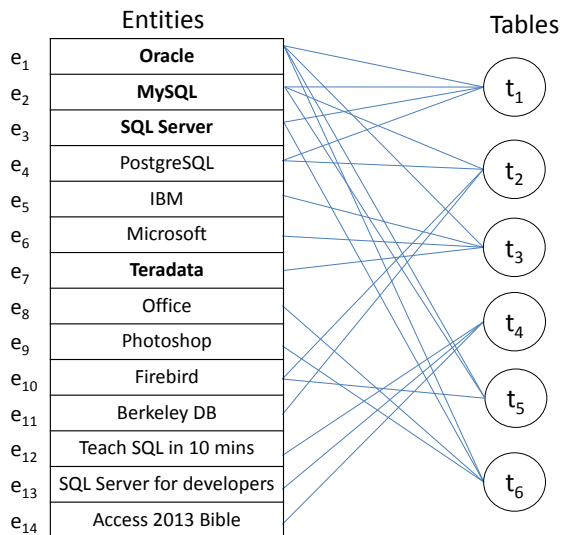 Entities
Tables
e1 Oracle
e2 MySQL
e3 SQL Server
e4 PostgreSQL
e5 IBM
e6 Microsoft
e7 Teradata
e8 Office
e9 Photoshop
e10 Firebird
e11 Berkeley DB
e12 Teach SQL in 10 mins
e13 SQL Server for developers
e14 Access 2013 Bible
t1
t2
t3
t4
t5
t6